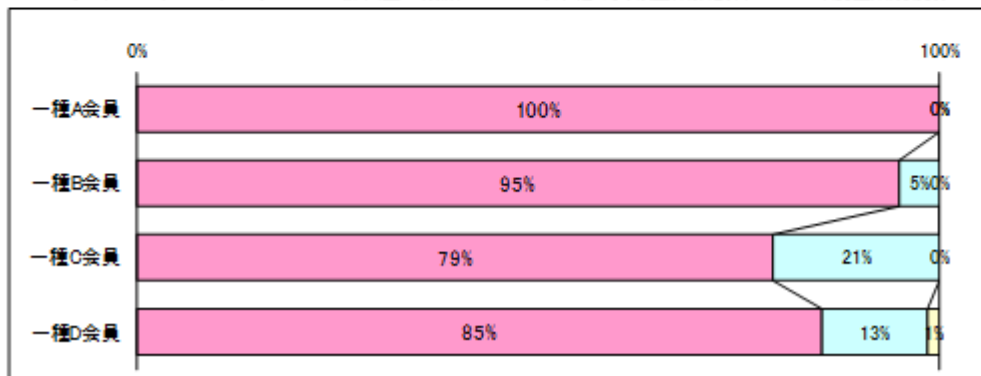 0% 100%
一種A会員 100% 0%
一種B会員 95% 5% 0%
一種C会員 79% 21% 0%
一種D会員 85% 13% 1%